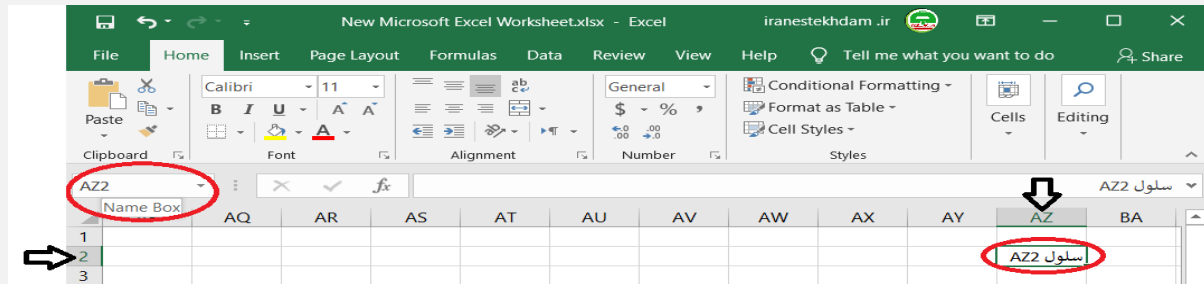 New Microsoft Excel Worksheet.xlsx - Excel
iranestekhdam .ir
File Home Insert Page Layout Formulas Data Review View Help Tell me what you want to do Share
Calibri 11 General Conditional Formatting
Paste B I U A A $ % , Format as Table Cells Editing
A Cell Styles
Clipboard Font Alignment Number Styles
AZ2 fx سلول AZ2
Name Box
AQ AR AS AT AU AV AW AX AY AZ BA
1
2 سلول AZ2
3